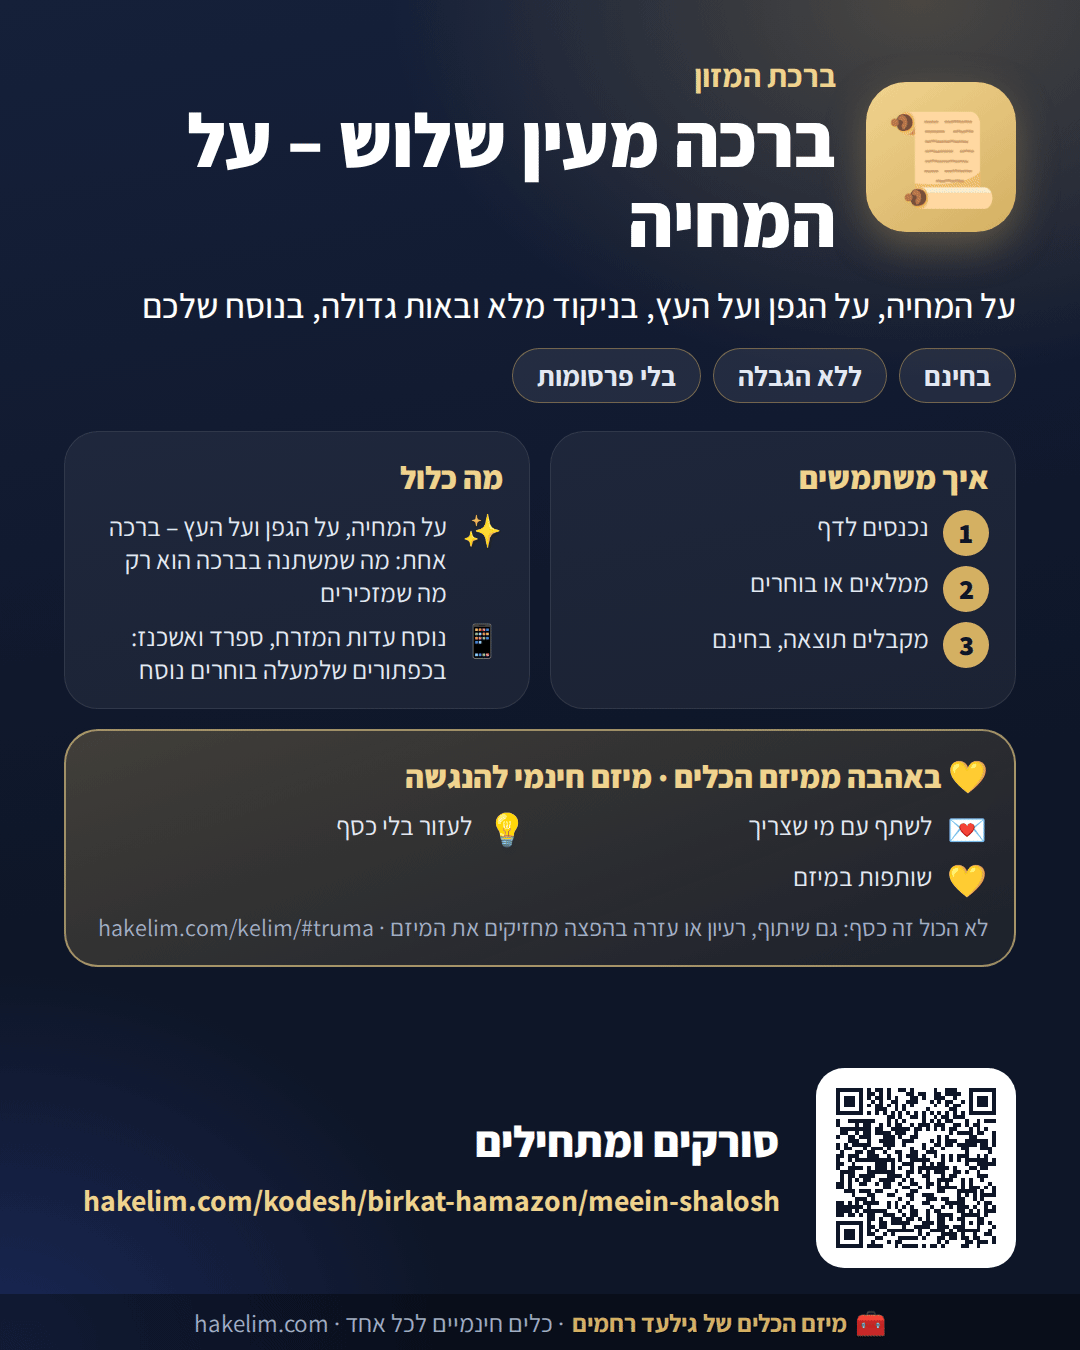 ברכת המזון
ברכה מעין שלוש – על
המחיה
על המחיה, על הגפן ועל העץ, בניקוד מלא ובאות גדולה, בנוסח שלכם
בחינם
ללא הגבלה
בלי פרסומות
איך משתמשים
1 נכנסים לדף
2 ממלאים או בוחרים
3 מקבלים תוצאה, בחינם
מה כלול
על המחיה, על הגפן ועל העץ – ברכה
אחת: מה שמשתנה בברכה הוא רק
מה שמזכירים
נוסח עדות המזרח, ספרד ואשכנז:
בכפתורים שלמעלה בוחרים נוסח
באהבה ממיזם הכלים · מיזם חינמי להנגשה
לשתף עם מי שצריך
לעזור בלי כסף
שותפות במיזם
לא הכול זה כסף: גם שיתוף, רעיון או עזרה בהפצה מחזיקים את המיזם · hakelim.com/kelim/#truma
סורקים ומתחילים
hakelim.com/kodesh/birkat-hamazon/meein-shalosh
מיזם הכלים של גילעד רחמים · כלים חינמיים לכל אחד · hakelim.com